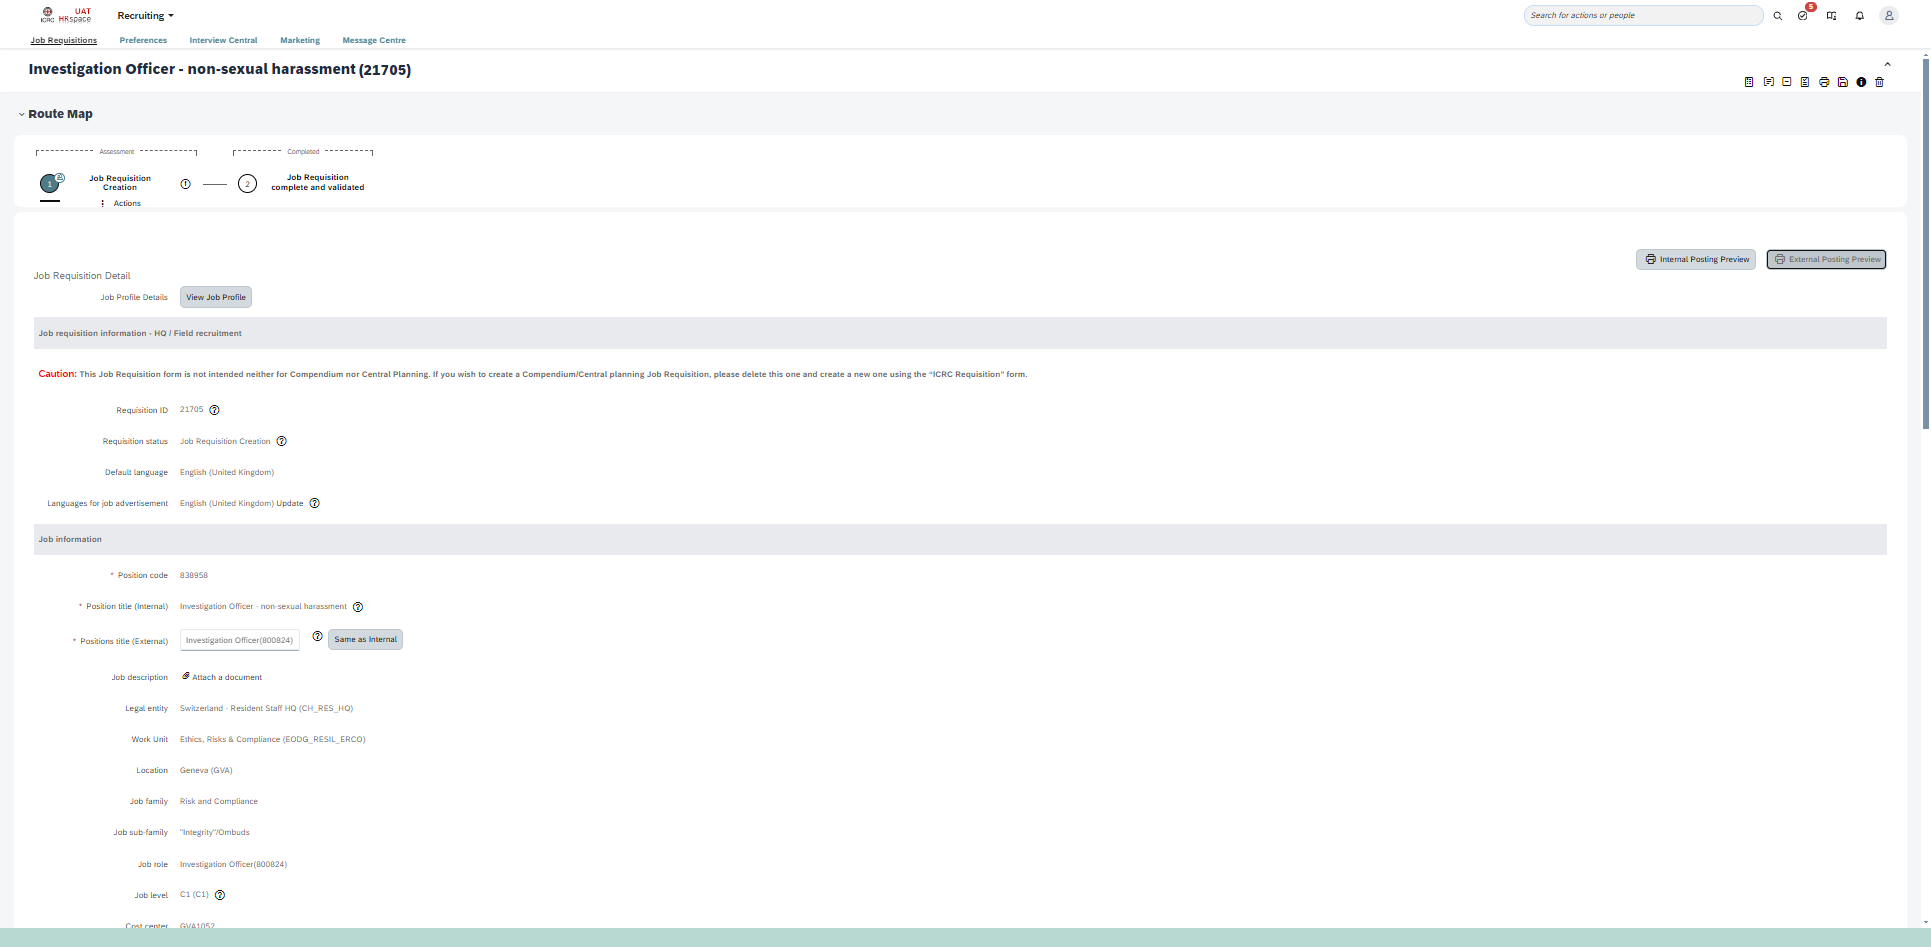 ICRC
UAT
HRspace
Recruiting
Search for actions or people
5
Job Requisitions
Preferences
Interview Central
Marketing
Message Centre
Investigation Officer - non-sexual harassment (21705)
Route Map
Assessment
Completed
1
Job Requisition
Creation
1
2
Job Requisition
complete and validated
Actions
Internal Posting Preview
External Posting Preview
Job Requisition Detail
Job Profile Details
View Job Profile
Job requisition information - HQ / Field recruitment
Caution: This Job Requisition form is not intended neither for Compendium nor Central Planning. If you wish to create a Compendium/Central planning Job Requisition, please delete this one and create a new one using the “ICRC Requisition” form.
Requisition ID 21705 ?
Requisition status Job Requisition Creation ?
Default language English (United Kingdom)
Languages for job advertisement English (United Kingdom) Update ?
Job information
* Position code 838958
* Position title (Internal) Investigation Officer - non-sexual harassment ?
* Positions title (External) Investigation Officer(800824) ? Same as Internal
Job description Attach a document
Legal entity Switzerland - Resident Staff HQ (CH_RES_HQ)
Work Unit Ethics, Risks & Compliance (EODG_RESIL_ERCO)
Location Geneva (GVA)
Job family Risk and Compliance
Job sub-family "Integrity"/Ombuds
Job role Investigation Officer(800824)
Job level C1 (C1) ?
Cost center GVA1052